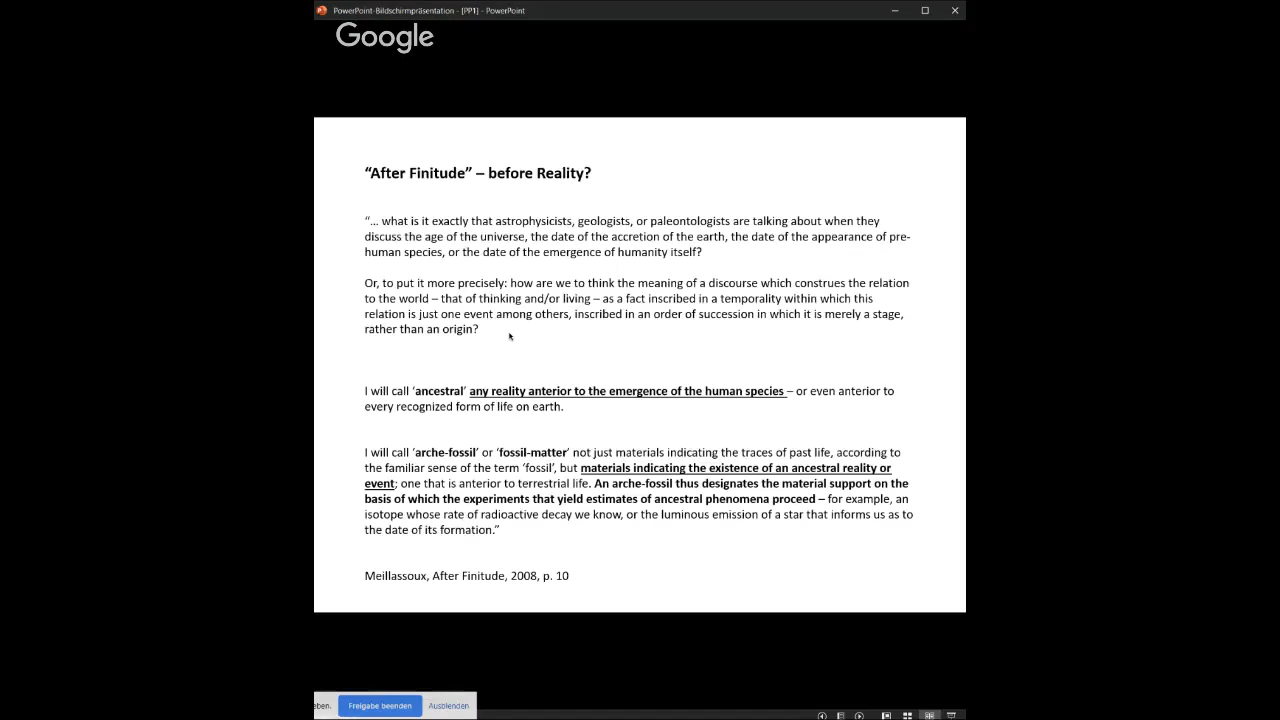 PowerPoint-Bildschirmpräsentation - [PP1] - PowerPoint
Google
“After Finitude” – before Reality?
“... what is it exactly that astrophysicists, geologists, or paleontologists are talking about when they
discuss the age of the universe, the date of the accretion of the earth, the date of the appearance of pre-
human species, or the date of the emergence of humanity itself?
Or, to put it more precisely: how are we to think the meaning of a discourse which construes the relation
to the world – that of thinking and/or living – as a fact inscribed in a temporality within which this
relation is just one event among others, inscribed in an order of succession in which it is merely a stage,
rather than an origin?
I will call ‘ancestral’ any reality anterior to the emergence of the human species – or even anterior to
every recognized form of life on earth.
I will call ‘arche-fossil’ or ‘fossil-matter’ not just materials indicating the traces of past life, according to
the familiar sense of the term ‘fossil’, but materials indicating the existence of an ancestral reality or
event; one that is anterior to terrestrial life. An arche-fossil thus designates the material support on the
basis of which the experiments that yield estimates of ancestral phenomena proceed – for example, an
isotope whose rate of radioactive decay we know, or the luminous emission of a star that informs us as to
the date of its formation.”
Meillassoux, After Finitude, 2008, p. 10
eben. Freigabe beenden Ausblenden